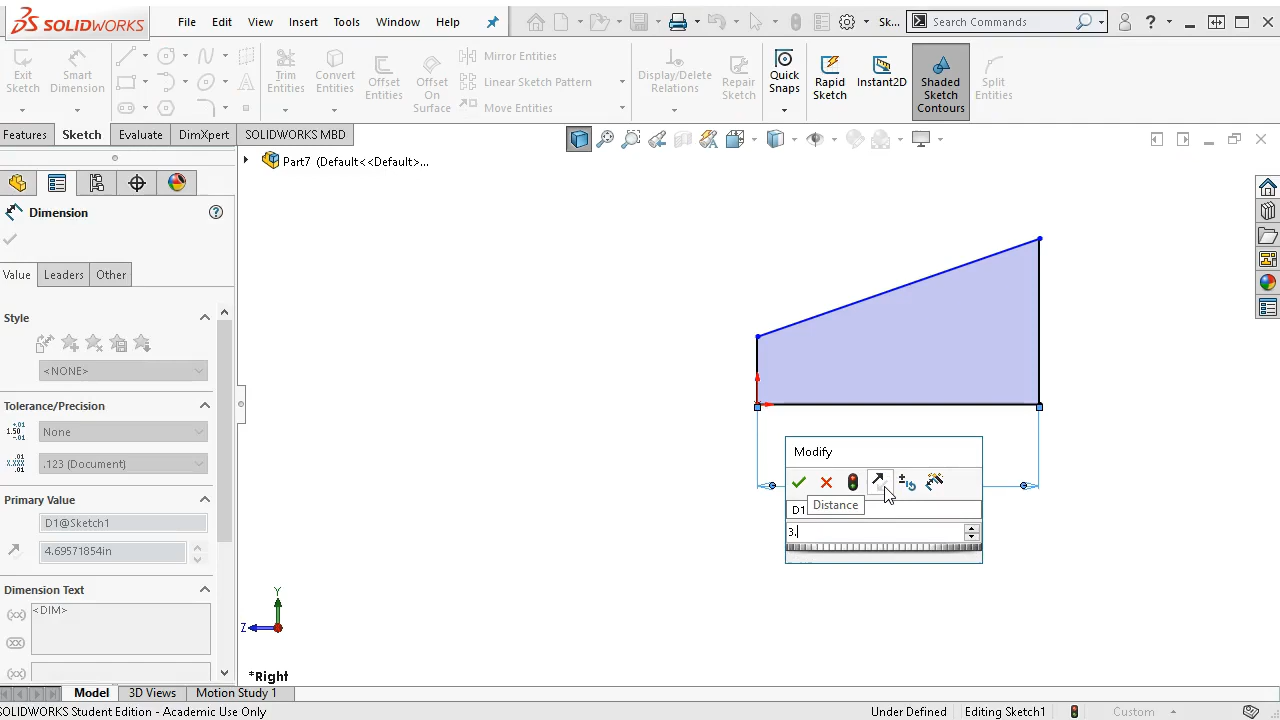 SOLIDWORKS
File Edit View Insert Tools Window Help
Sk...
Search Commands
Exit Sketch
Smart Dimension
Trim Entities
Convert Entities
Offset Entities
Offset On Surface
Mirror Entities
Linear Sketch Pattern
Move Entities
Display/Delete Relations
Repair Sketch
Quick Snaps
Rapid Sketch
Instant2D
Shaded Sketch Contours
Split Entities
Features Sketch Evaluate DimXpert SOLIDWORKS MBD
Part7 (Default<<Default>...
Dimension
Value Leaders Other
Style
<NONE>
Tolerance/Precision
None
.123 (Document)
Primary Value
D1@Sketch1
4.69571854in
Dimension Text
<DIM>
Modify
Distance
D1
3.
Y
Z
*Right
Model 3D Views Motion Study 1
SOLIDWORKS Student Edition - Academic Use Only
Under Defined Editing Sketch1 Custom